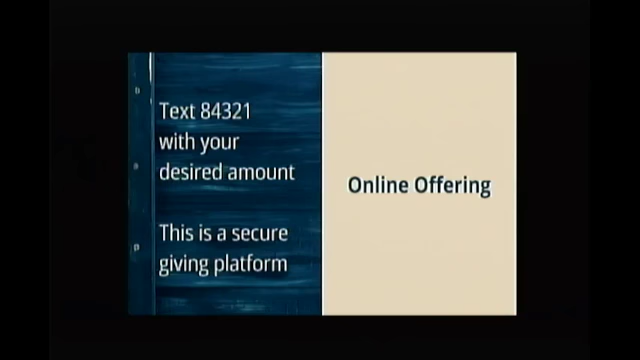 Text 84321
with your
desired amount
This is a secure
giving platform
Online Offering